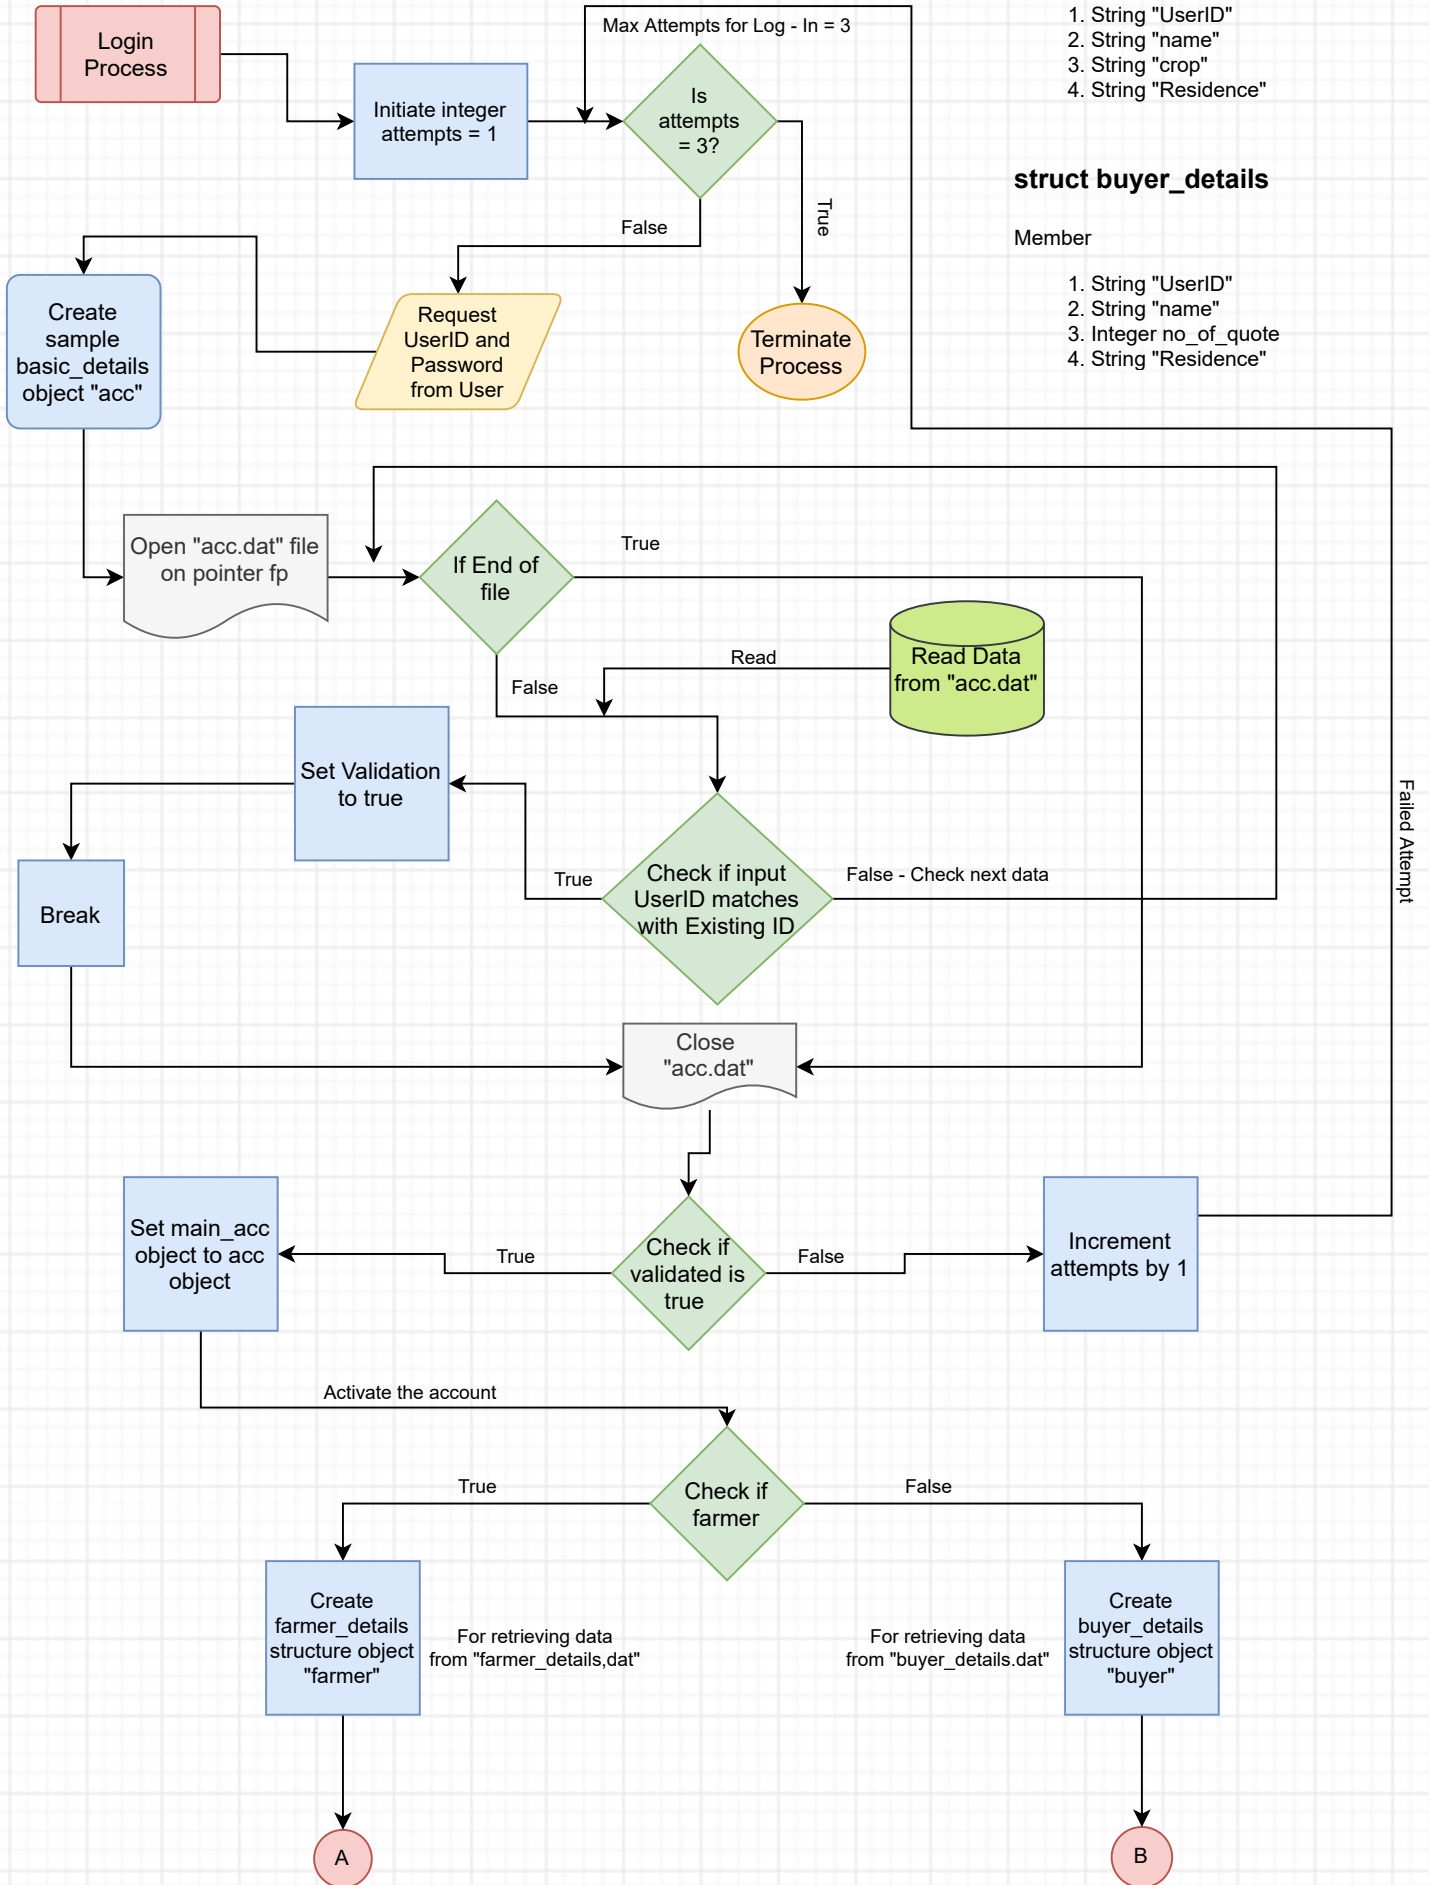 Login
Process
Initiate integer
attempts = 1
Max Attempts for Log - In = 3
Is
attempts
= 3?
True
False
1. String "UserID"
2. String "name"
3. String "crop"
4. String "Residence"
struct buyer_details
Member
1. String "UserID"
2. String "name"
3. Integer no_of_quote
4. String "Residence"
Create
sample
basic_details
object "acc"
Request
UserID and
Password
from User
Terminate
Process
Open "acc.dat" file
on pointer fp
If End of
file
True
False
Read
Read Data
from "acc.dat"
Set Validation
to true
Break
True
Check if input
UserID matches
with Existing ID
False - Check next data
Failed Attempt
Close
"acc.dat"
Set main_acc
object to acc
object
True
Check if
validated is
true
False
Increment
attempts by 1
Activate the account
True
Check if
farmer
False
Create
farmer_details
structure object
"farmer"
For retrieving data
from "farmer_details,dat"
For retrieving data
from "buyer_details.dat"
Create
buyer_details
structure object
"buyer"
A
B